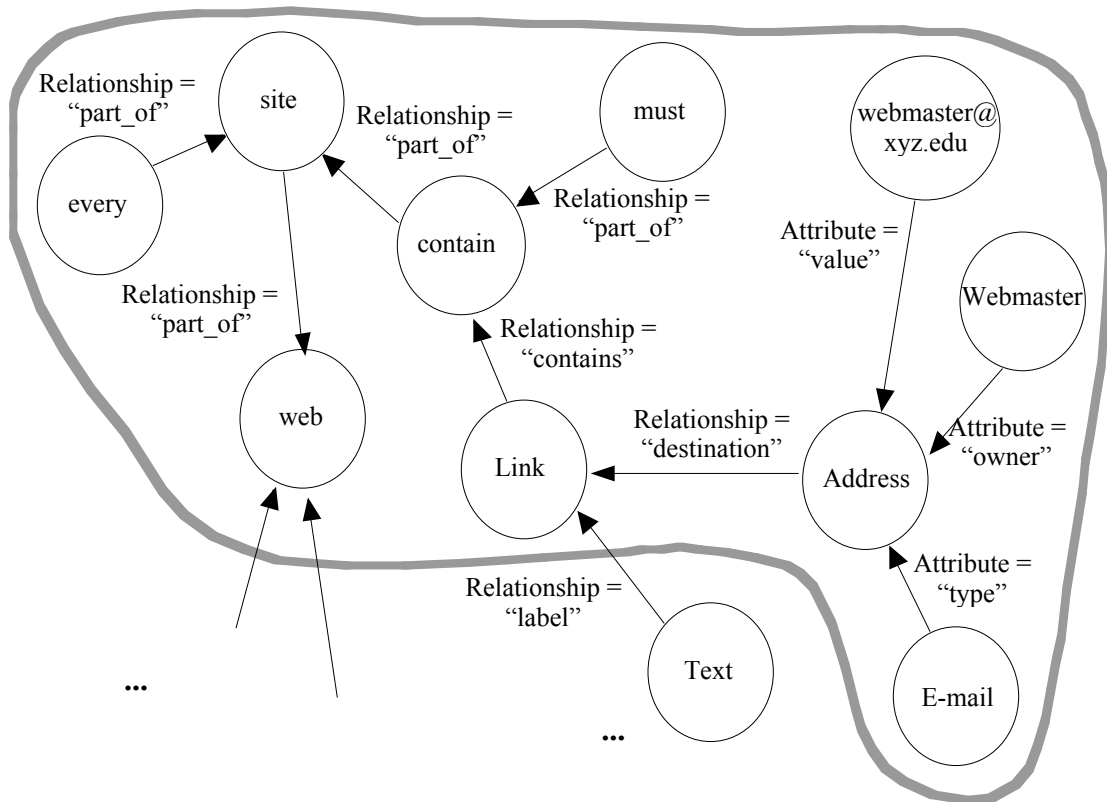 Relationship =
“part_of”
site
must
webmaster@
xyz.edu
Relationship =
“part_of”
every
contain
Relationship =
“part_of”
Attribute =
“value”
Relationship =
“part_of”
Webmaster
Relationship =
“contains”
web
Link
Relationship =
“destination”
Address
Attribute =
“owner”
Relationship =
“label”
Attribute =
“type”
Text
E-mail
...
...